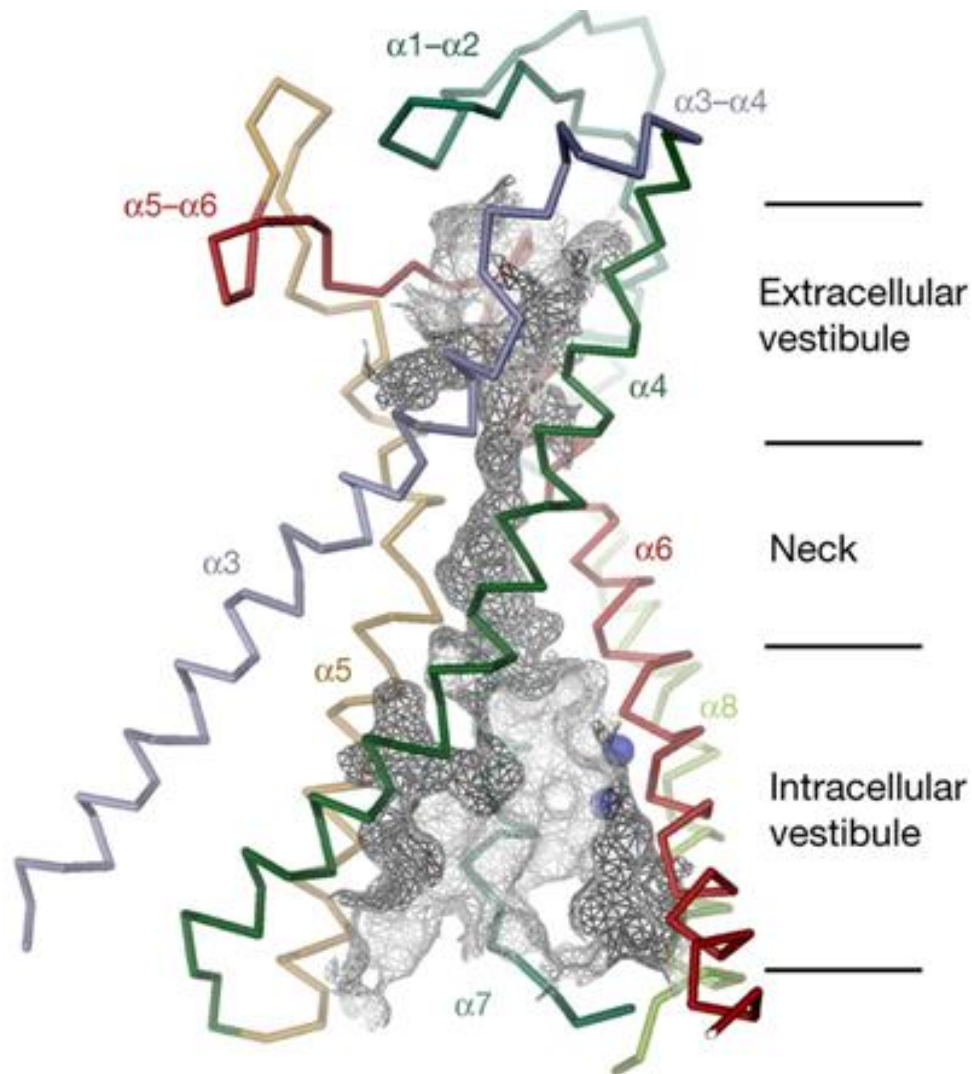 α1–α2
α3–α4
α5–α6
Extracellular
vestibule
α4
α3
α6
Neck
α5
α8
Intracellular
vestibule
α7